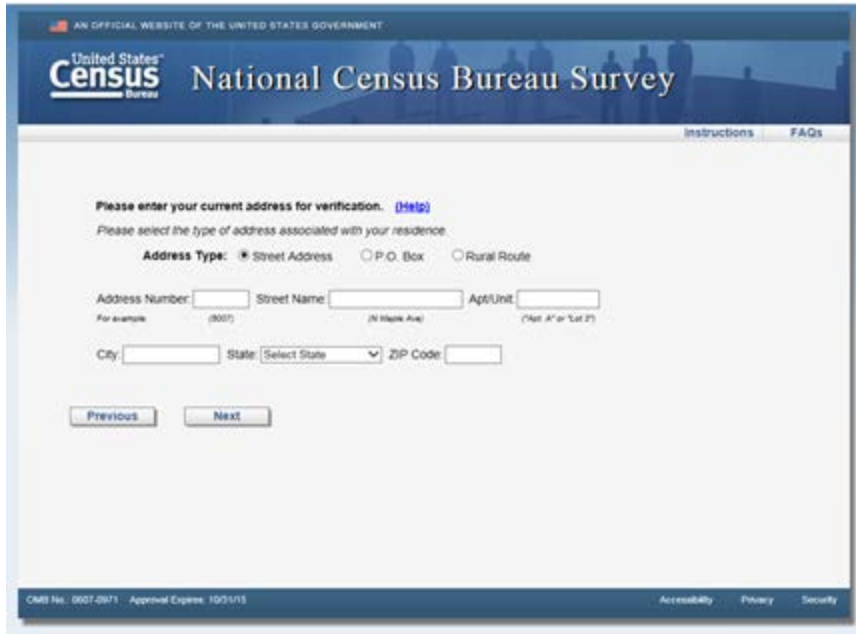 AN OFFICIAL WEBSITE OF THE UNITED STATES GOVERNMENT
United States™
Census
Bureau
National Census Bureau Survey
Instructions FAQs
Please enter your current address for verification. (Help)
Please select the type of address associated with your residence.
Address Type: Street Address P.O. Box Rural Route
Address Number: Street Name: Apt/Unit:
For example (8007) (N Maple Ave) ("Apt. A" or "Lot 2")
City: State: Select State ZIP Code:
Previous Next
OMB No.: 0607-0971 Approval Expires: 10/31/15 Accessibility Privacy Security